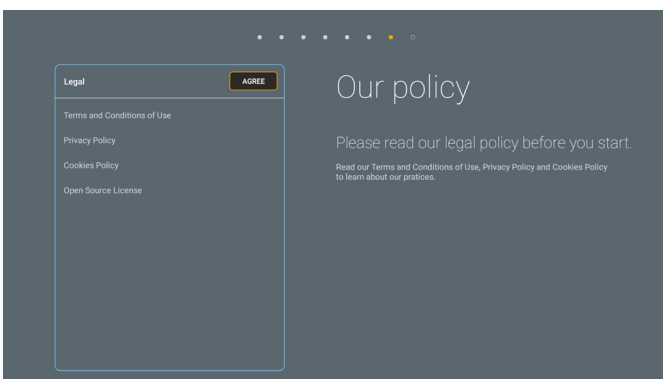 Legal
AGREE
Terms and Conditions of Use
Privacy Policy
Cookies Policy
Open Source License
Our policy
Please read our legal policy before you start.
Read our Terms and Conditions of Use, Privacy Policy and Cookies Policy
to learn about our pratices.